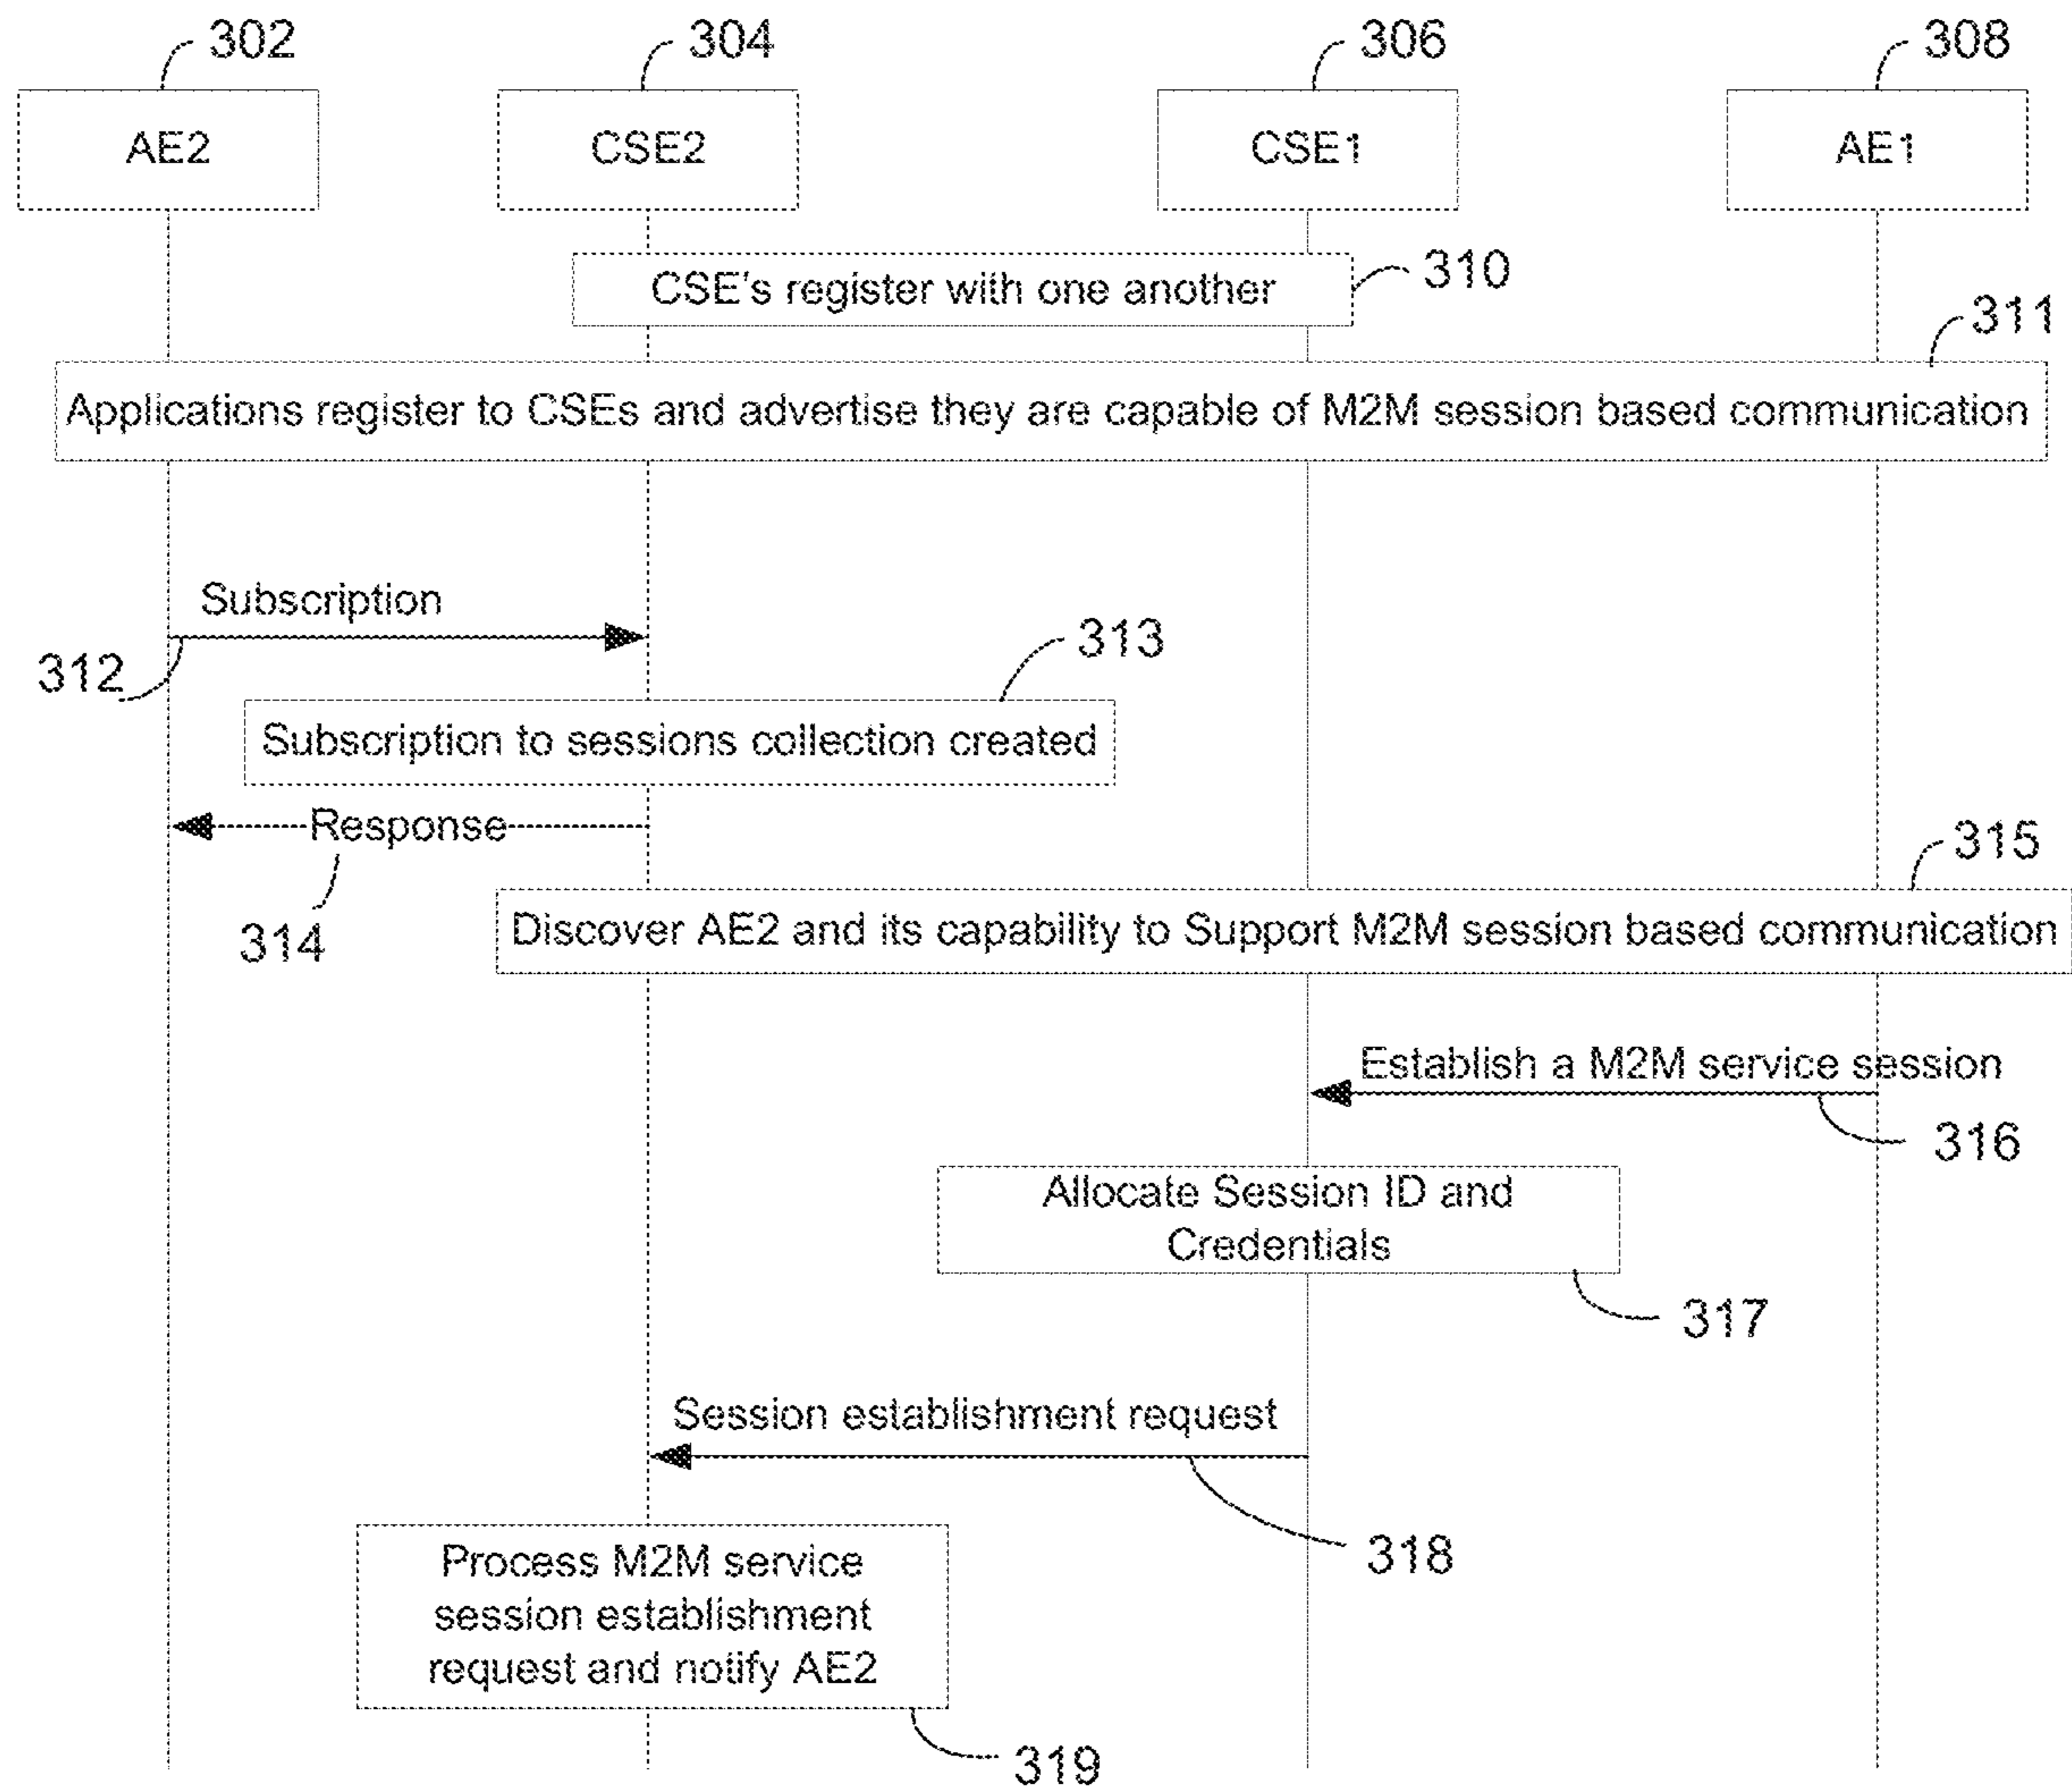 302
304
306
308
AE2
CSE2
CSE1
AE1
CSE's register with one another
310
311
Applications register to CSEs and advertise they are capable of M2M session based communication
Subscription
312
313
Subscription to sessions collection created
Response
314
315
Discover AE2 and its capability to Support M2M session based communication
Establish a M2M service session
316
Allocate Session ID and
Credentials
317
Session establishment request
318
Process M2M service
session establishment
request and notify AE2
319